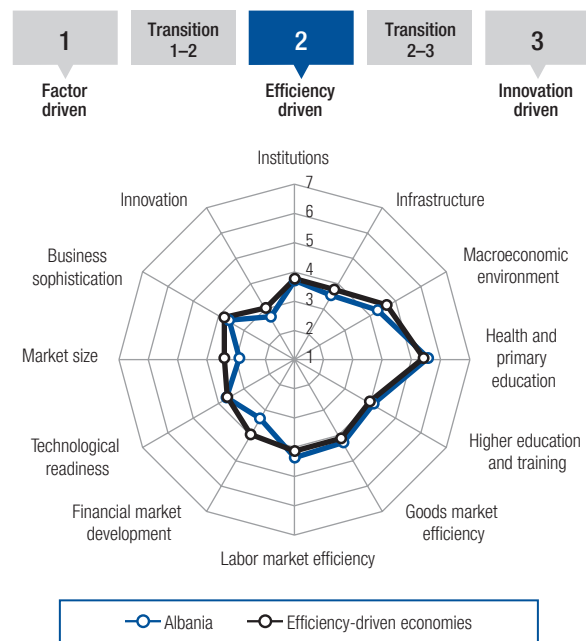 1
Transition
1–2
2
Transition
2–3
3
Factor
driven
Efficiency
driven
Innovation
driven
Institutions
Infrastructure
Macroeconomic
environment
Health and
primary
education
Higher education
and training
Goods market
efficiency
Labor market efficiency
Financial market
development
Technological
readiness
Market size
Business
sophistication
Innovation
7
6
5
4
3
2
1
Albania
Efficiency-driven economies